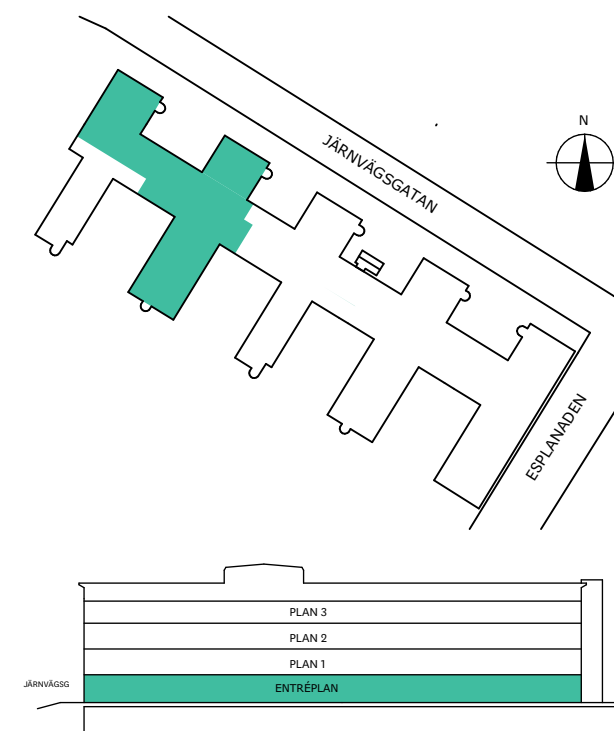 N
JÄRNVÄGSGATAN
ESPLANADEN
PLAN 3
PLAN 2
PLAN 1
JÄRNVÄGSG
ENTRÉPLAN